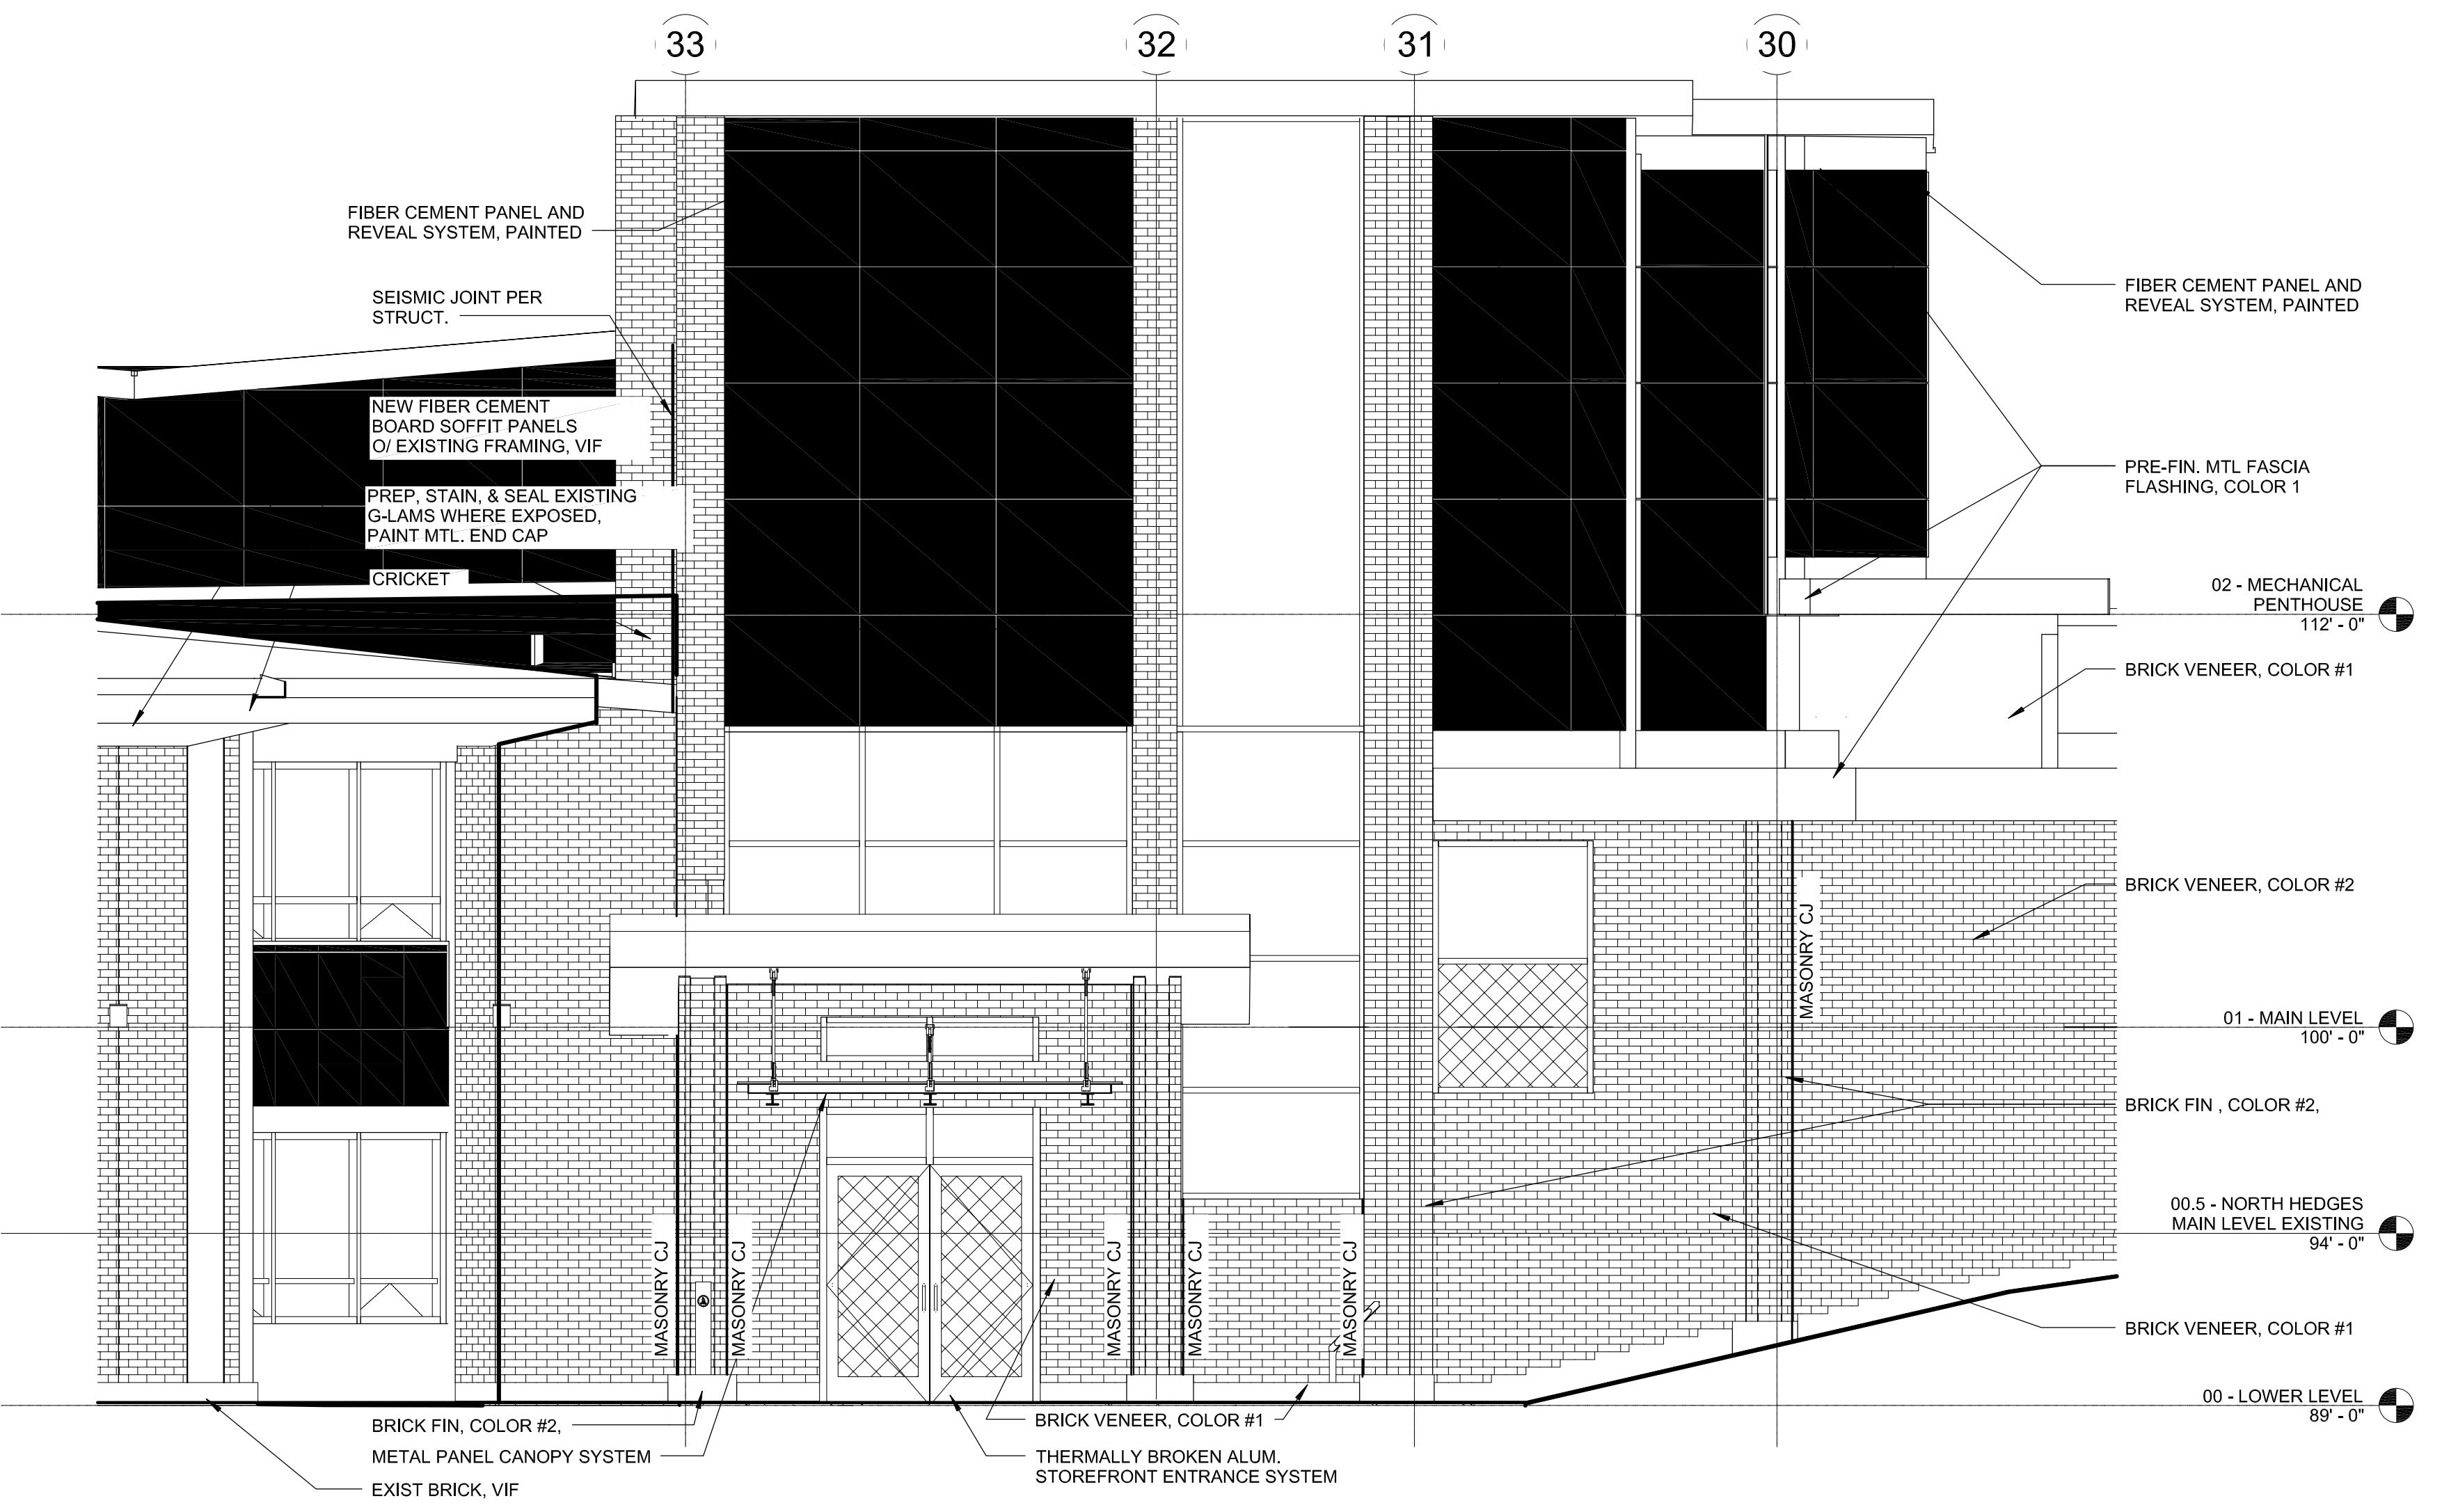 33
32
31
30
FIBER CEMENT PANEL AND
REVEAL SYSTEM, PAINTED
SEISMIC JOINT PER
STRUCT.
NEW FIBER CEMENT
BOARD SOFFIT PANELS
O/ EXISTING FRAMING, VIF
PREP, STAIN, & SEAL EXISTING
G-LAMS WHERE EXPOSED,
PAINT MTL. END CAP
CRICKET
FIBER CEMENT PANEL AND
REVEAL SYSTEM, PAINTED
PRE-FIN. MTL FASCIA
FLASHING, COLOR 1
02 - MECHANICAL
PENTHOUSE
112' - 0"
BRICK VENEER, COLOR #1
BRICK VENEER, COLOR #2
MASONRY CJ
01 - MAIN LEVEL
100' - 0"
BRICK FIN , COLOR #2,
00.5 - NORTH HEDGES
MAIN LEVEL EXISTING
94' - 0"
MASONRY CJ
MASONRY CJ
MASONRY CJ
MASONRY CJ
MASONRY CJ
BRICK VENEER, COLOR #1
00 - LOWER LEVEL
89' - 0"
BRICK FIN, COLOR #2,
METAL PANEL CANOPY SYSTEM
EXIST BRICK, VIF
BRICK VENEER, COLOR #1
THERMALLY BROKEN ALUM.
STOREFRONT ENTRANCE SYSTEM